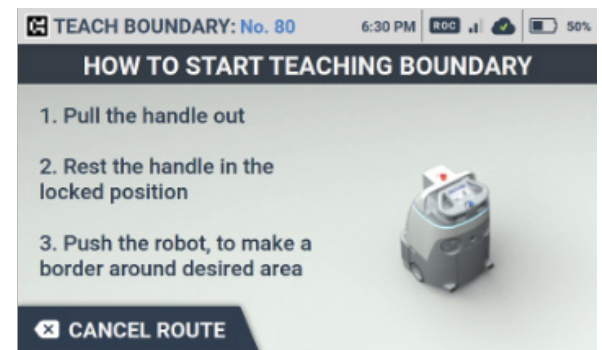 TEACH BOUNDARY: No. 80 6:30 PM ROC 50%
HOW TO START TEACHING BOUNDARY
1. Pull the handle out
2. Rest the handle in the
locked position
3. Push the robot, to make a
border around desired area
CANCEL ROUTE